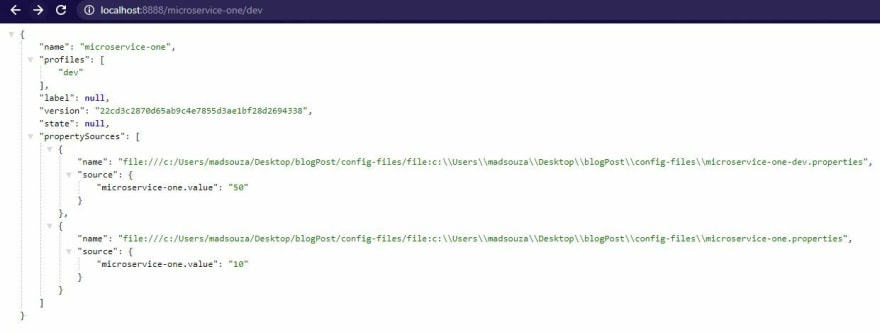 localhost:8888/microservice-one/dev
{
"name": "microservice-one",
"profiles": [
"dev"
],
"label": null,
"version": "22cd3c2870d65ab9c4e7855d3ae1bf28d2694338",
"state": null,
"propertySources": [
{
"name": "file:///c:/Users/madsouza/Desktop/blogPost/config-files/file:c:\\Users\\madsouza\\Desktop\\blogPost\\config-files\\microservice-one-dev.properties",
"source": {
"microservice-one.value": "50"
}
},
{
"name": "file:///c:/Users/madsouza/Desktop/blogPost/config-files/file:c:\\Users\\madsouza\\Desktop\\blogPost\\config-files\\microservice-one.properties",
"source": {
"microservice-one.value": "10"
}
}
]
}